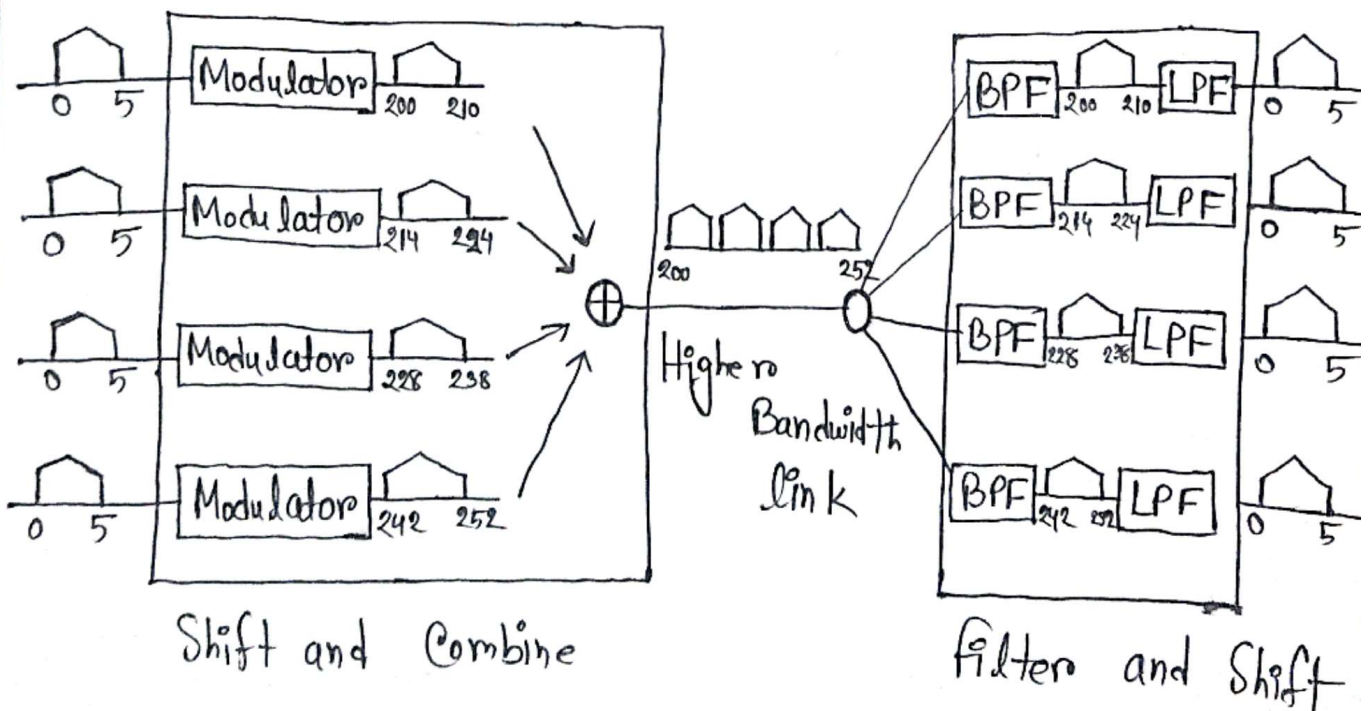 0 5 Modulator 200 210
0 5 Modulator 214 224
0 5 Modulator 228 238
0 5 Modulator 242 252
Shift and Combine
200 252
Higher
Bandwidth
link
BPF 200 210 LPF 0 5
BPF 214 224 LPF 0 5
BPF 228 238 LPF 0 5
BPF 242 252 LPF 0 5
Filter and Shift